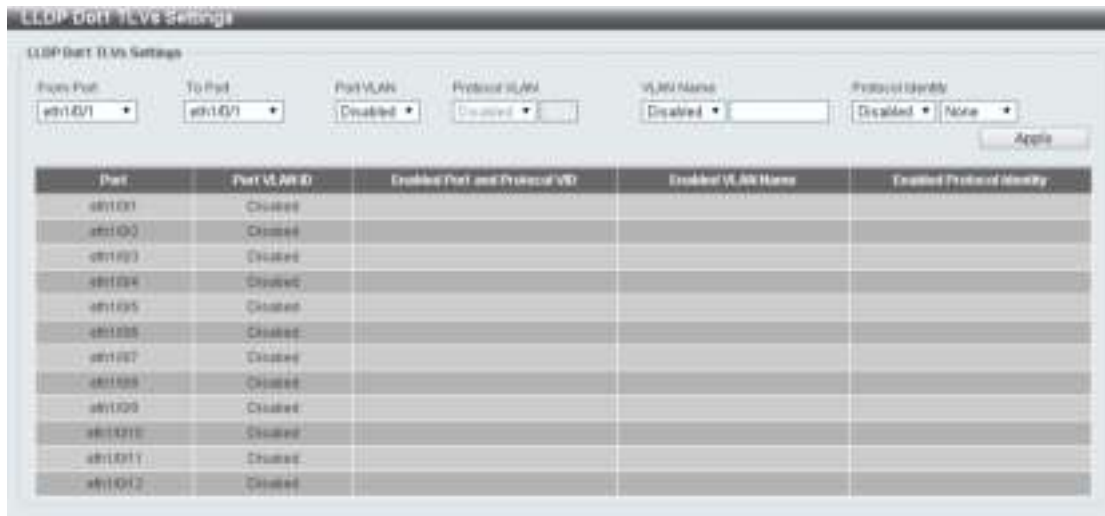 LLDP Dot1 TLVs Settings
LLDP Dot1 TLVs Settings
From Port To Port Port VLAN Protocol VLAN VLAN Name Protocol Identity
eth1/0/1 eth1/0/1 Disabled Disabled Disabled Disabled None
Apply
Port Port VLAN ID Enabled Port and Protocol VID Enabled VLAN Name Enabled Protocol Identity
eth1/0/1 Disabled
eth1/0/2 Disabled
eth1/0/3 Disabled
eth1/0/4 Disabled
eth1/0/5 Disabled
eth1/0/6 Disabled
eth1/0/7 Disabled
eth1/0/8 Disabled
eth1/0/9 Disabled
eth1/0/10 Disabled
eth1/0/11 Disabled
eth1/0/12 Disabled